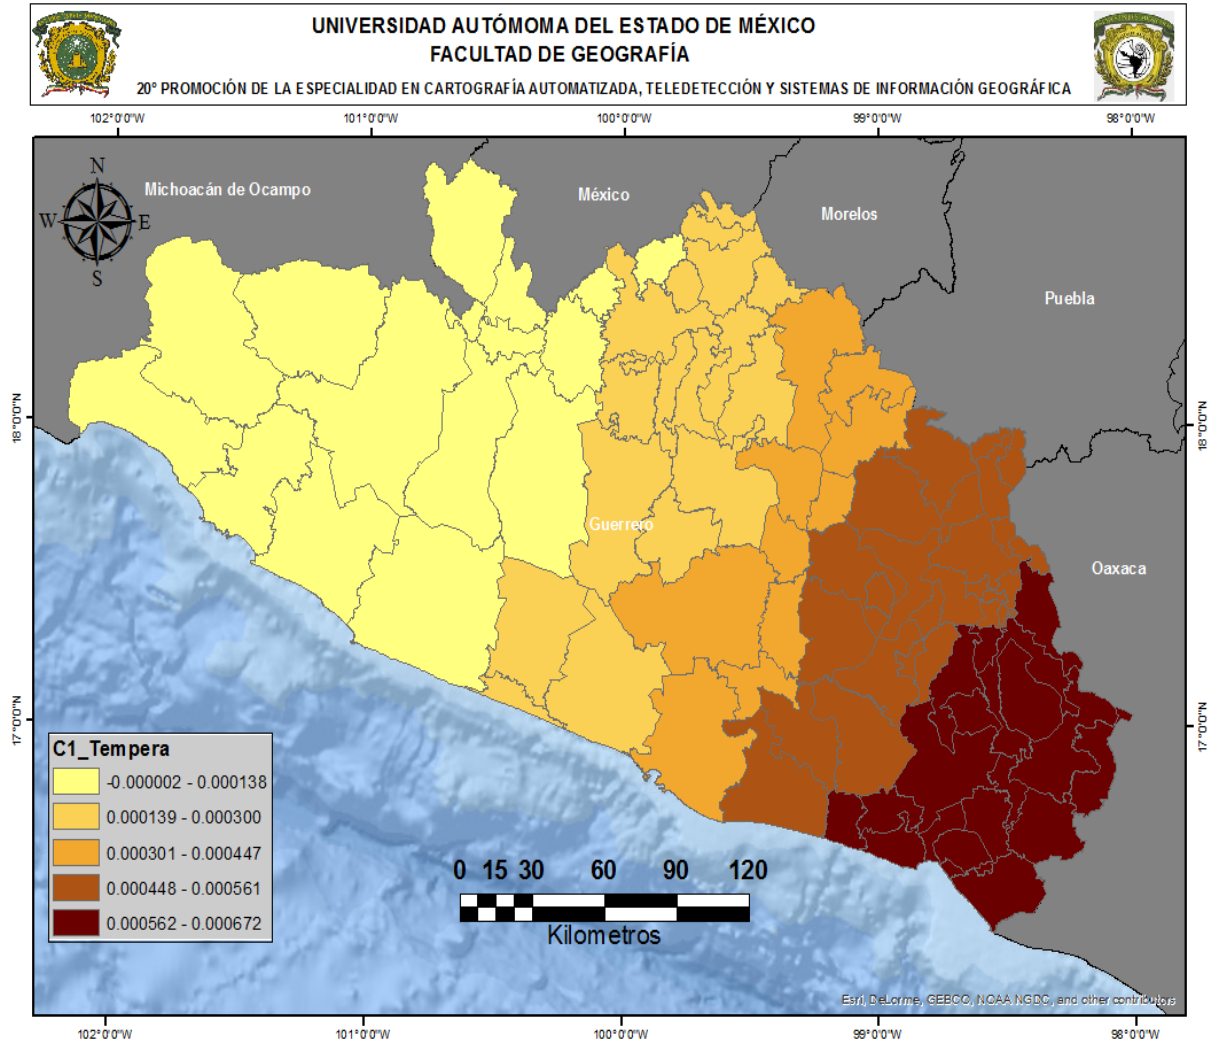 UNIVERSIDAD AUTÓMOMA DEL ESTADO DE MÉXICO
FACULTAD DE GEOGRAFÍA
20° PROMOCIÓN DE LA ESPECIALIDAD EN CARTOGRAFÍA AUTOMATIZADA, TELEDETECCIÓN Y SISTEMAS DE INFORMACIÓN GEOGRÁFICA
102°0'0"W 101°0'0"W 100°0'0"W 99°0'0"W 98°0'0"W
N
W E
S
Michoacán de Ocampo
México
Morelos
Puebla
18°0'0"N
18°0'0"N
Guerrero
Oaxaca
17°0'0"N
17°0'0"N
C1_Tempera
-0.000002 - 0.000138
0.000139 - 0.000300
0.000301 - 0.000447
0.000448 - 0.000561
0.000562 - 0.000672
0 15 30 60 90 120
Kilometros
Esri, DeLorme, GEBCO, NOAA NGDC, and other contributors
102°0'0"W 101°0'0"W 100°0'0"W 99°0'0"W 98°0'0"W